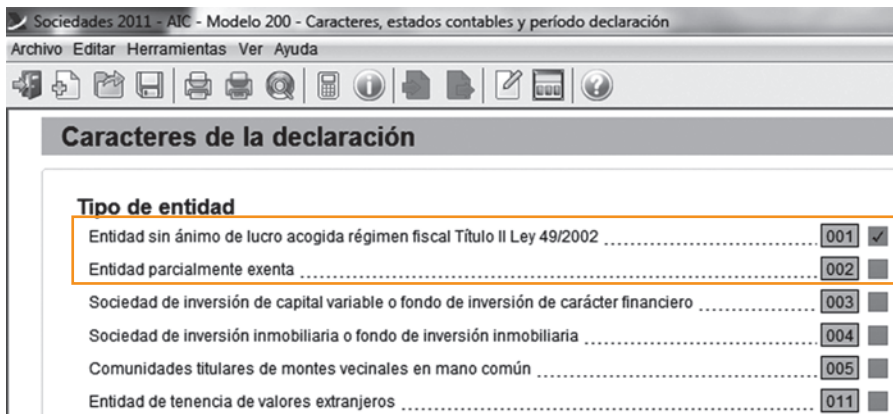 Sociedades 2011 - AIC - Modelo 200 - Caracteres, estados contables y período declaración
Archivo Editar Herramientas Ver Ayuda
Caracteres de la declaración
Tipo de entidad
Entidad sin ánimo de lucro acogida régimen fiscal Título II Ley 49/2002 001
Entidad parcialmente exenta 002
Sociedad de inversión de capital variable o fondo de inversión de carácter financiero 003
Sociedad de inversión inmobiliaria o fondo de inversión inmobiliaria 004
Comunidades titulares de montes vecinales en mano común 005
Entidad de tenencia de valores extranjeros 011